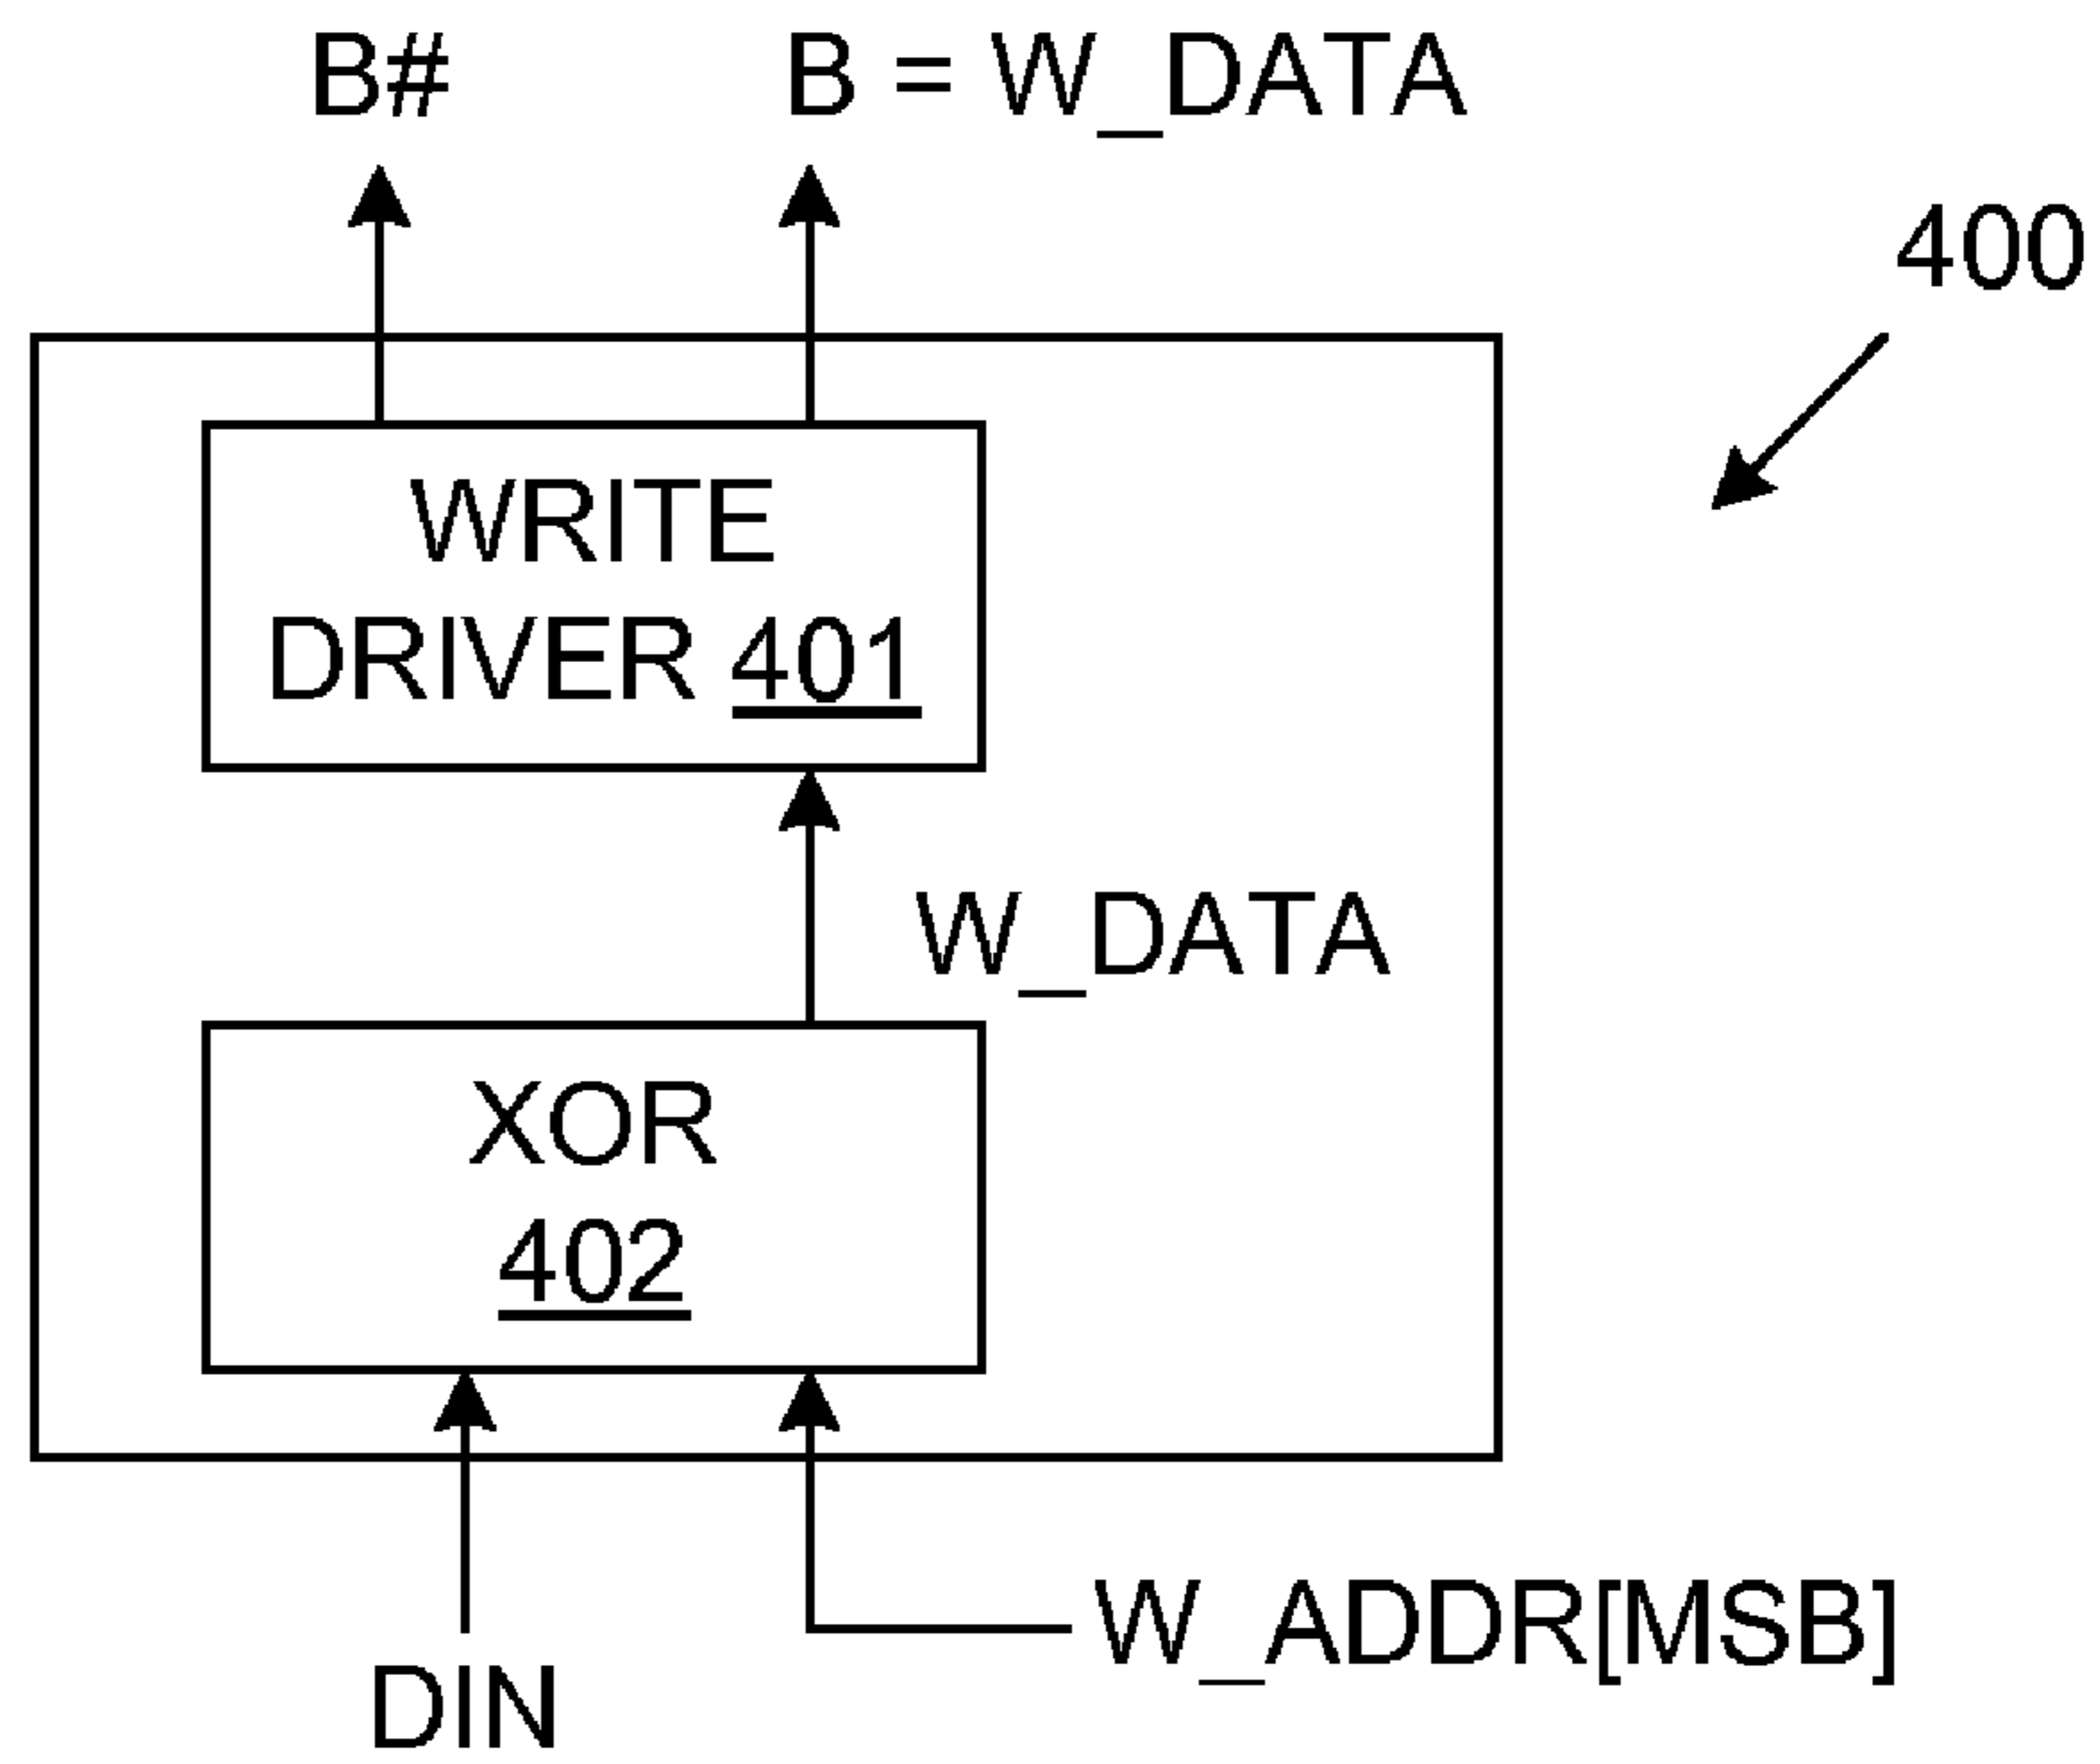 B#
B = W_DATA
400
WRITE
DRIVER 401
W_DATA
XOR
402
W_ADDR[MSB]
DIN